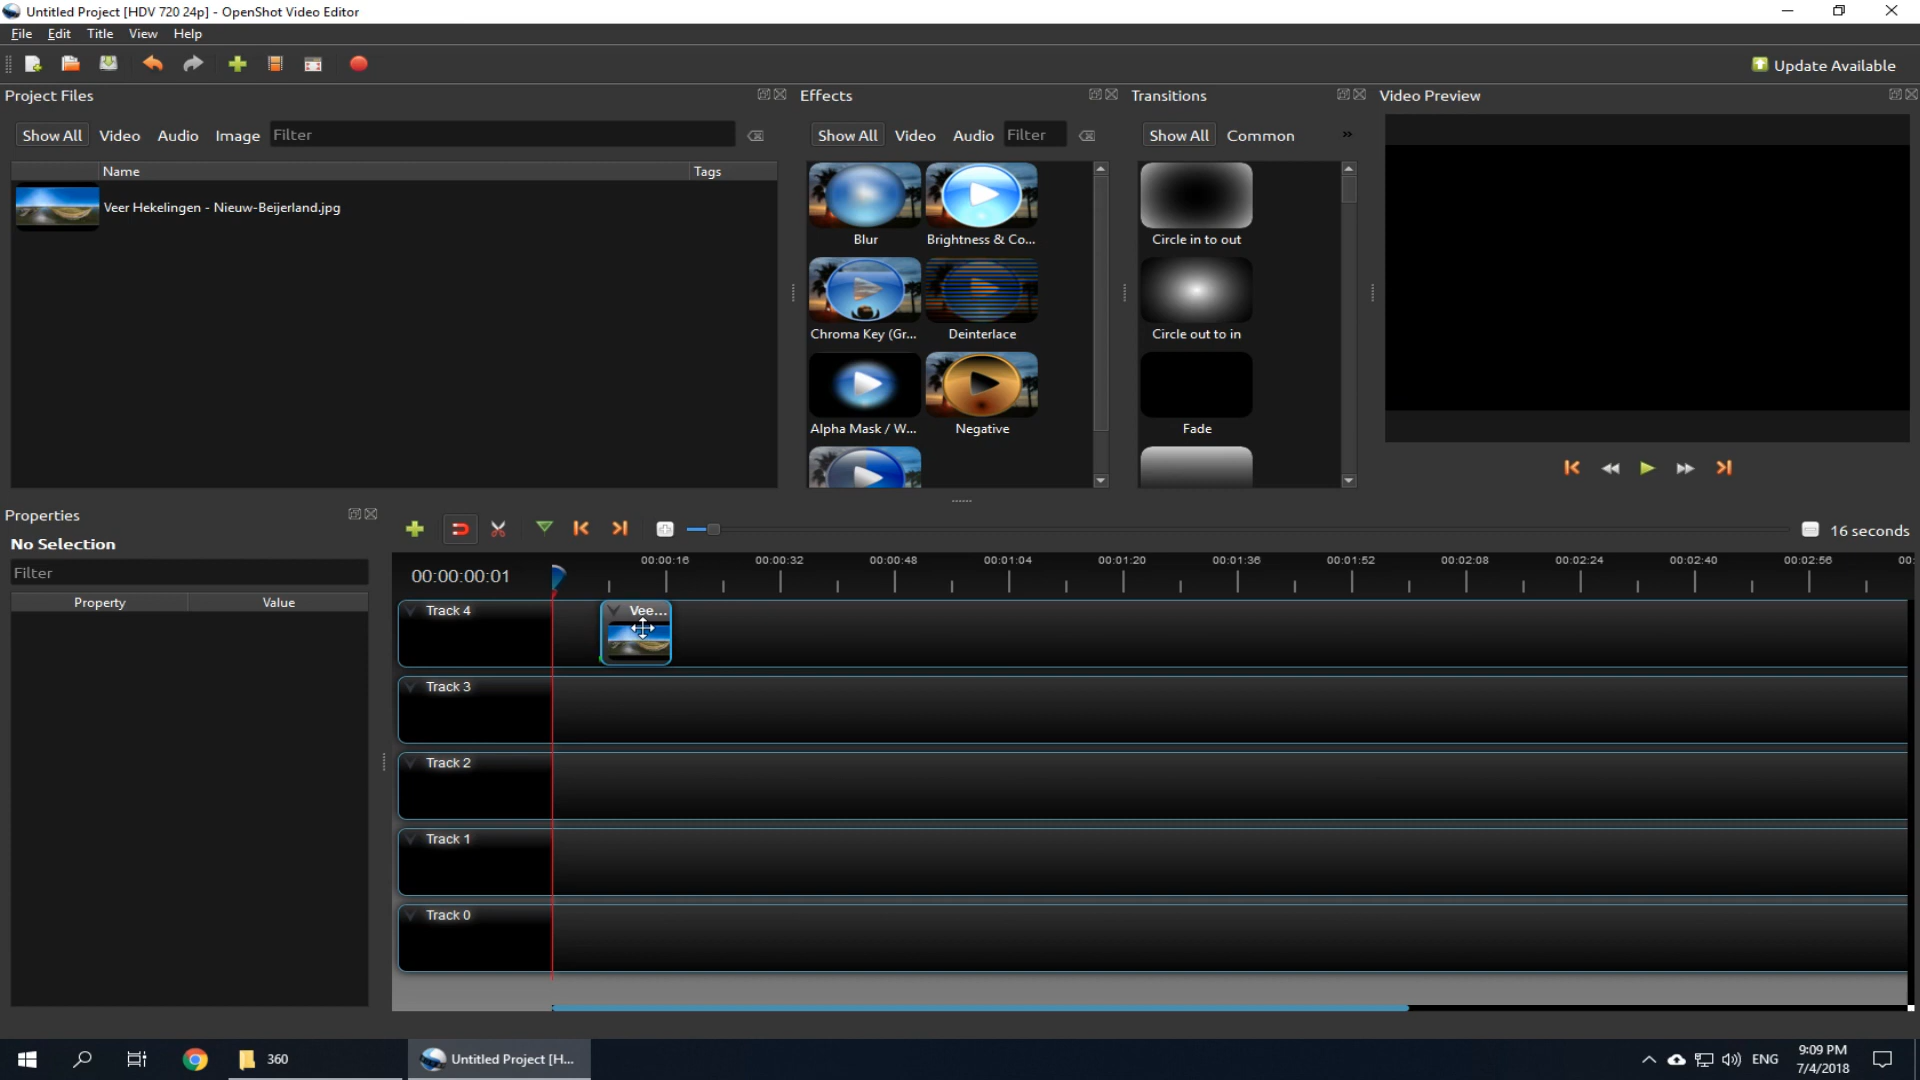 Untitled Project [HDV 720 24p] - OpenShot Video Editor
File Edit Title View Help
Update Available
Project Files
Effects
Transitions
Video Preview
Show All Video Audio Image Filter
Show All Video Audio Filter
Show All Common »
Name Tags
Veer Hekelingen - Nieuw-Beijerland.jpg
Blur
Brightness & Co...
Circle in to out
Chroma Key (Gr...
Deinterlace
Circle out to in
Alpha Mask / W...
Negative
Fade
Properties
No Selection
16 seconds
Filter
Property Value
00:00:00:01
00:00:16 00:00:32 00:00:48 00:01:04 00:01:20 00:01:36 00:01:52 00:02:08 00:02:24 00:02:40 00:02:56 00:
Track 4
Vee...
Track 3
Track 2
Track 1
Track 0
360
Untitled Project [H...
ENG
9:09 PM
7/4/2018